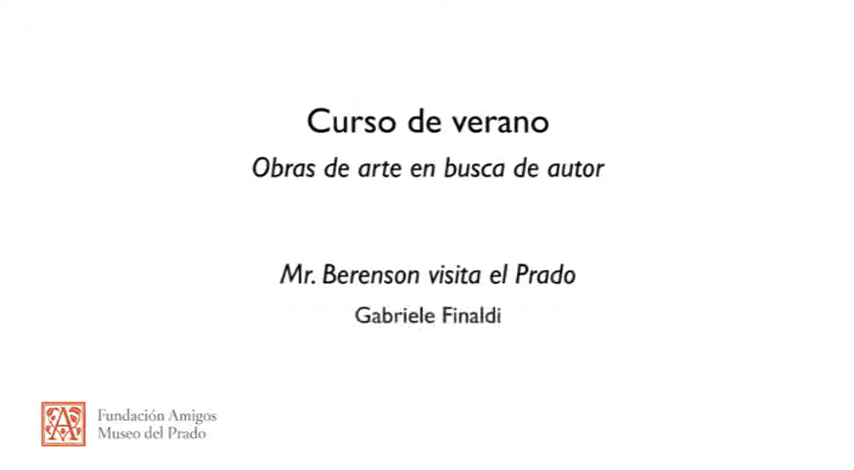 Curso de verano
Obras de arte en busca de autor
Mr. Berenson visita el Prado
Gabriele Finaldi
Fundación Amigos
Museo del Prado